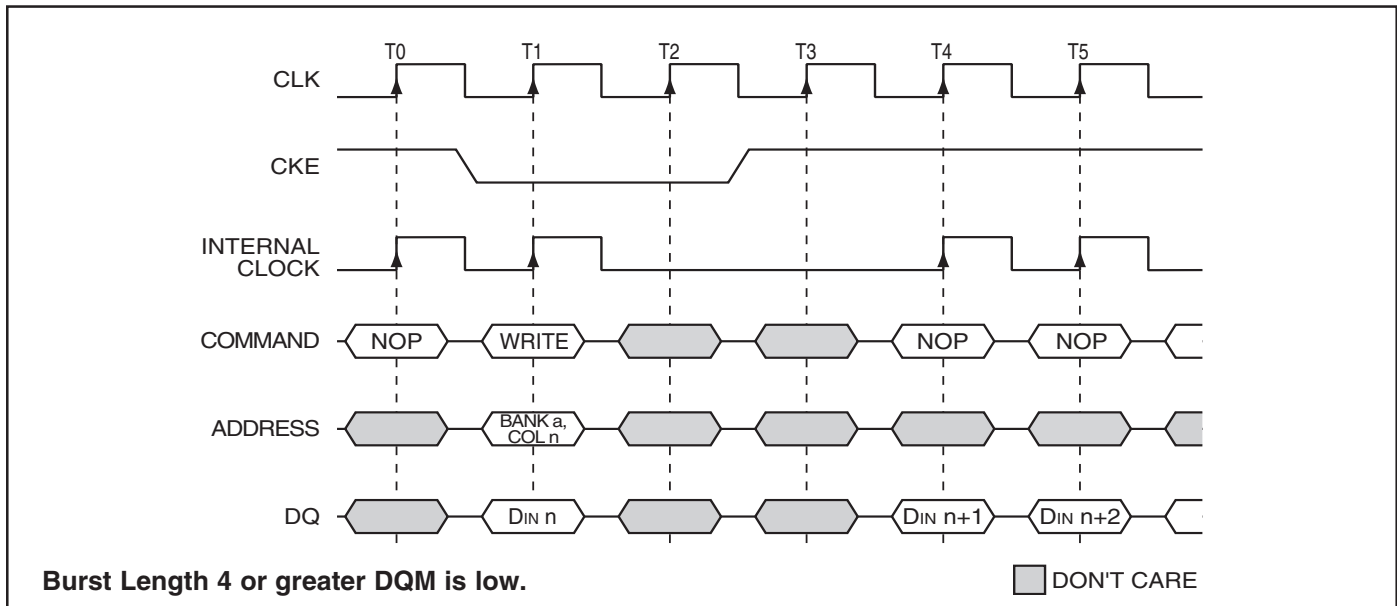 T0 T1 T2 T3 T4 T5
CLK
CKE
INTERNAL
CLOCK
COMMAND NOP WRITE NOP NOP
ADDRESS BANK a,
COL n
DQ DIN n DIN n+1 DIN n+2
Burst Length 4 or greater DQM is low.
DON'T CARE